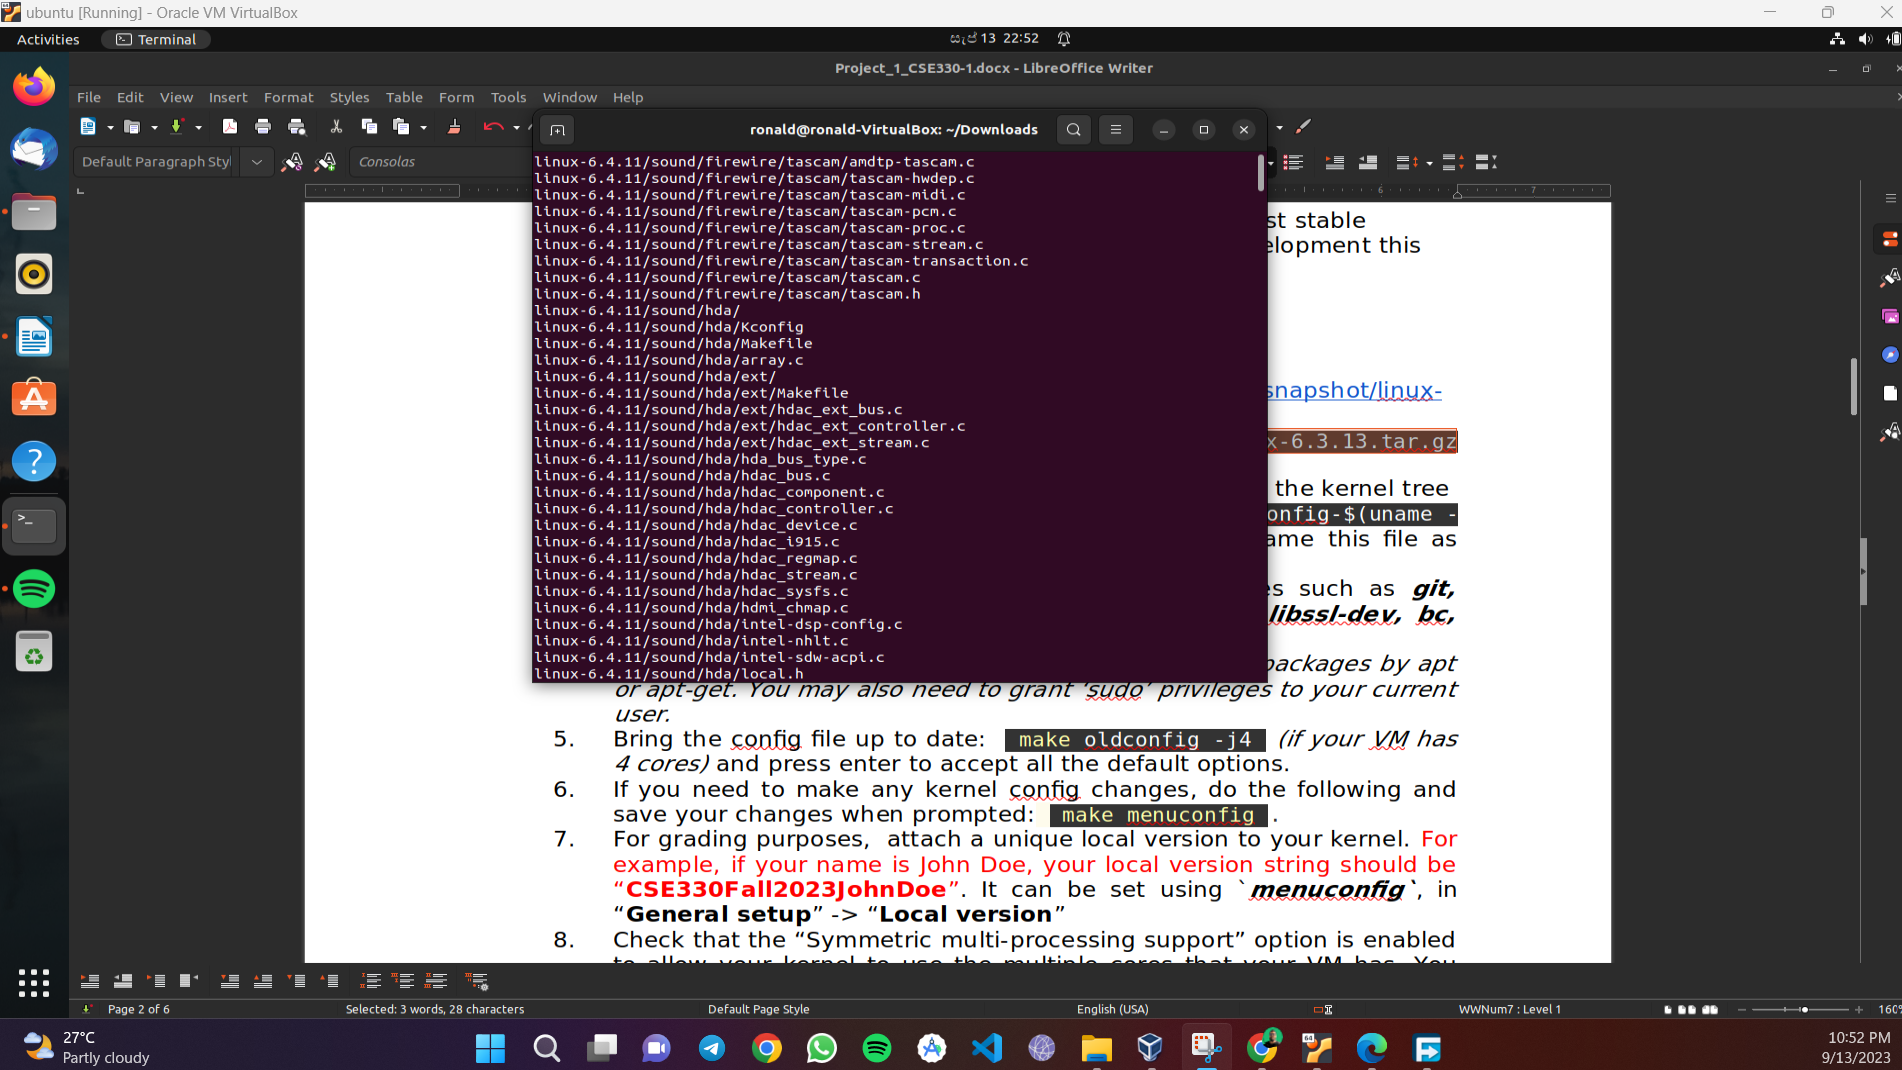 ubuntu [Running] - Oracle VM VirtualBox
Activities
Terminal
සැප් 13 22:52
Project_1_CSE330-1.docx - LibreOffice Writer
File Edit View Insert Format Styles Table Form Tools Window Help
ronald@ronald-VirtualBox: ~/Downloads
Default Paragraph Styl
Consolas
6
7
linux-6.4.11/sound/firewire/tascam/amdtp-tascam.c
linux-6.4.11/sound/firewire/tascam/tascam-hwdep.c
linux-6.4.11/sound/firewire/tascam/tascam-midi.c
linux-6.4.11/sound/firewire/tascam/tascam-pcm.c
linux-6.4.11/sound/firewire/tascam/tascam-proc.c
linux-6.4.11/sound/firewire/tascam/tascam-stream.c
linux-6.4.11/sound/firewire/tascam/tascam-transaction.c
linux-6.4.11/sound/firewire/tascam/tascam.c
linux-6.4.11/sound/firewire/tascam/tascam.h
linux-6.4.11/sound/hda/
linux-6.4.11/sound/hda/Kconfig
linux-6.4.11/sound/hda/Makefile
linux-6.4.11/sound/hda/array.c
linux-6.4.11/sound/hda/ext/
linux-6.4.11/sound/hda/ext/Makefile
linux-6.4.11/sound/hda/ext/hdac_ext_bus.c
linux-6.4.11/sound/hda/ext/hdac_ext_controller.c
linux-6.4.11/sound/hda/ext/hdac_ext_stream.c
linux-6.4.11/sound/hda/hda_bus_type.c
linux-6.4.11/sound/hda/hdac_bus.c
linux-6.4.11/sound/hda/hdac_component.c
linux-6.4.11/sound/hda/hdac_controller.c
linux-6.4.11/sound/hda/hdac_device.c
linux-6.4.11/sound/hda/hdac_i915.c
linux-6.4.11/sound/hda/hdac_regmap.c
linux-6.4.11/sound/hda/hdac_stream.c
linux-6.4.11/sound/hda/hdac_sysfs.c
linux-6.4.11/sound/hda/hdmi_chmap.c
linux-6.4.11/sound/hda/intel-dsp-config.c
linux-6.4.11/sound/hda/intel-nhlt.c
linux-6.4.11/sound/hda/intel-sdw-acpi.c
linux-6.4.11/sound/hda/local.h
st stable
elopment this
snapshot/linux-
x-6.3.13.tar.gz
the kernel tree
onfig-$(uname -
ame this file as
es such as git,
libssl-dev, bc,
packages by apt
or apt-get. You may also need to grant 'sudo' privileges to your current
user.
5. Bring the config file up to date: make oldconfig -j4 (if your VM has
4 cores) and press enter to accept all the default options.
6. If you need to make any kernel config changes, do the following and
save your changes when prompted: make menuconfig .
7. For grading purposes, attach a unique local version to your kernel. For
example, if your name is John Doe, your local version string should be
“CSE330Fall2023JohnDoe”. It can be set using `menuconfig`, in
“General setup” -> “Local version”
8. Check that the “Symmetric multi-processing support” option is enabled
to allow your kernel to use the multiple cores that your VM has. You
Page 2 of 6
Selected: 3 words, 28 characters
Default Page Style
English (USA)
WWNum7 : Level 1
160%
27°C
Partly cloudy
10:52 PM
9/13/2023